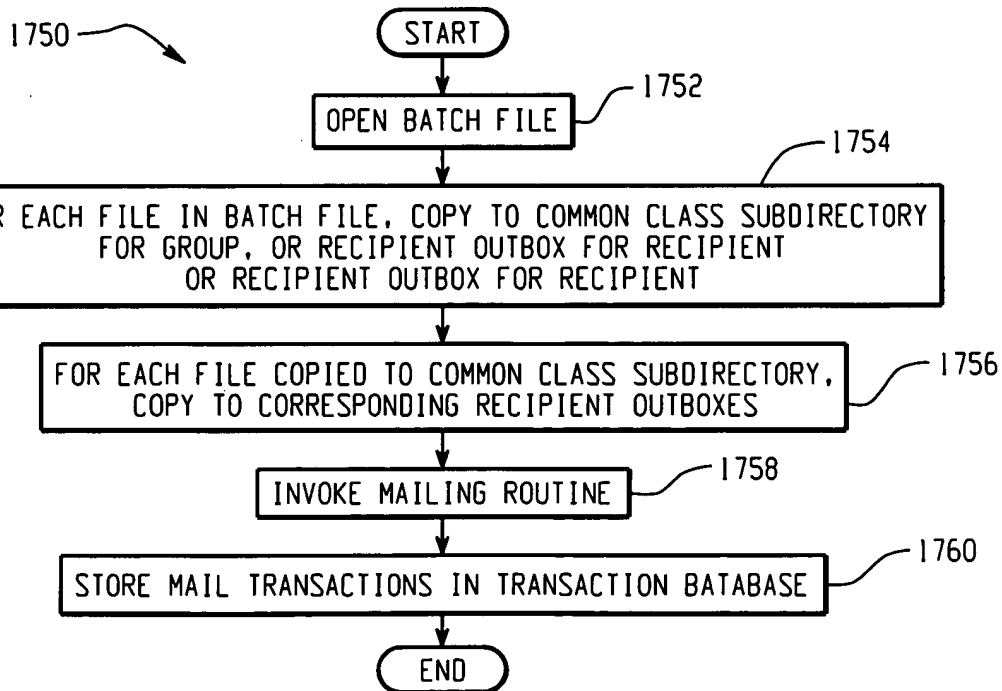 1750
START
1752
OPEN BATCH FILE
1754
R EACH FILE IN BATCH FILE, COPY TO COMMON CLASS SUBDIRECTORY
FOR GROUP, OR RECIPIENT OUTBOX FOR RECIPIENT
OR RECIPIENT OUTBOX FOR RECIPIENT
1756
FOR EACH FILE COPIED TO COMMON CLASS SUBDIRECTORY,
COPY TO CORRESPONDING RECIPIENT OUTBOXES
1758
INVOKE MAILING ROUTINE
1760
STORE MAIL TRANSACTIONS IN TRANSACTION BATABASE
END